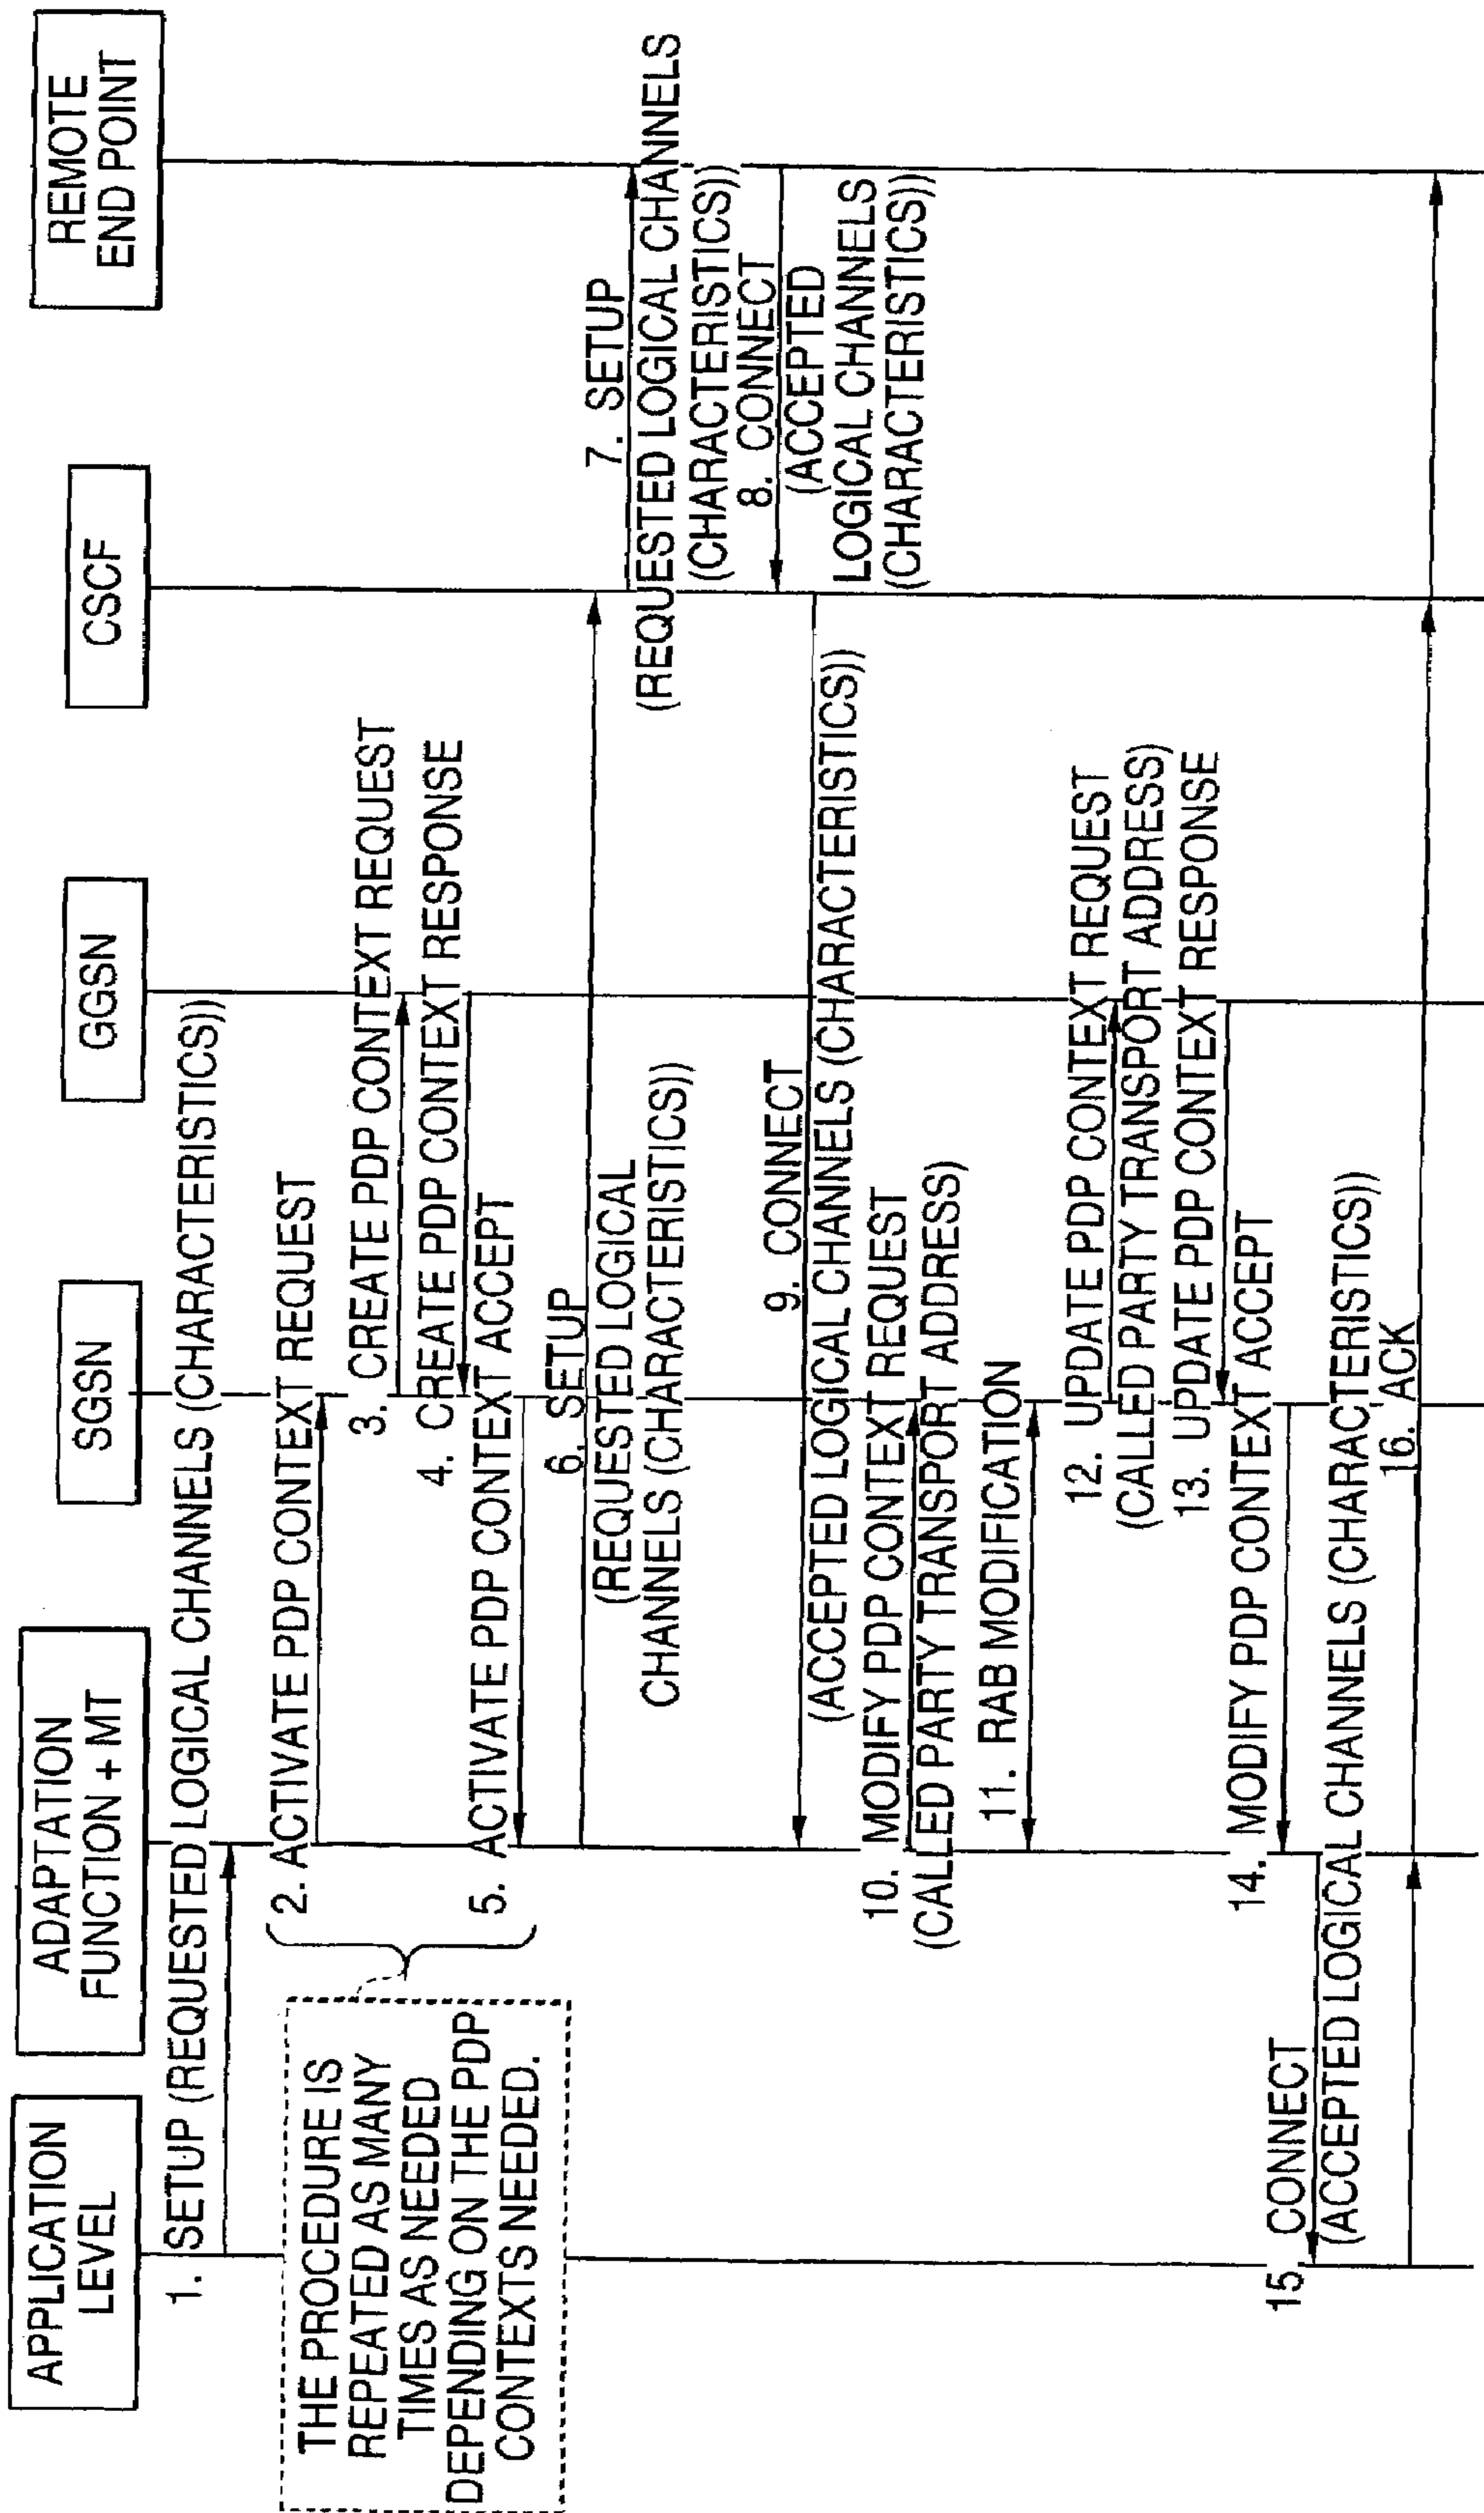 APPLICATION
LEVEL
ADAPTATION
FUNCTION+MT
SGSN
GGSN
CSCF
REMOTE
END POINT
1. SETUP (REQUESTED LOGICAL CHANNELS (CHARACTERISTICS))
2. ACTIVATE PDP CONTEXT REQUEST
THE PROCEDURE IS
REPEATED AS MANY
TIMES AS NEEDED
DEPENDING ON THE PDP
CONTEXTS NEEDED.
3. CREATE PDP CONTEXT REQUEST
4. CREATE PDP CONTEXT RESPONSE
5. ACTIVATE PDP CONTEXT ACCEPT
6. SETUP
(REQUESTED LOGICAL
CHANNELS (CHARACTERISTICS))
7. SETUP
(REQUESTED LOGICAL CHANNELS
(CHARACTERISTICS))
8. CONNECT
(ACCEPTED
LOGICAL CHANNELS
(CHARACTERISTICS))
9. CONNECT
(ACCEPTED LOGICAL CHANNELS (CHARACTERISTICS))
10. MODIFY PDP CONTEXT REQUEST
(CALLED PARTY TRANSPORT ADDRESS)
11. RAB MODIFICATION
12. UPDATE PDP CONTEXT REQUEST
(CALLED PARTY TRANSPORT ADDRESS)
13. UPDATE PDP CONTEXT RESPONSE
14. MODIFY PDP CONTEXT ACCEPT
15 CONNECT
(ACCEPTED LOGICAL CHANNELS (CHARACTERISTICS))
16. ACK